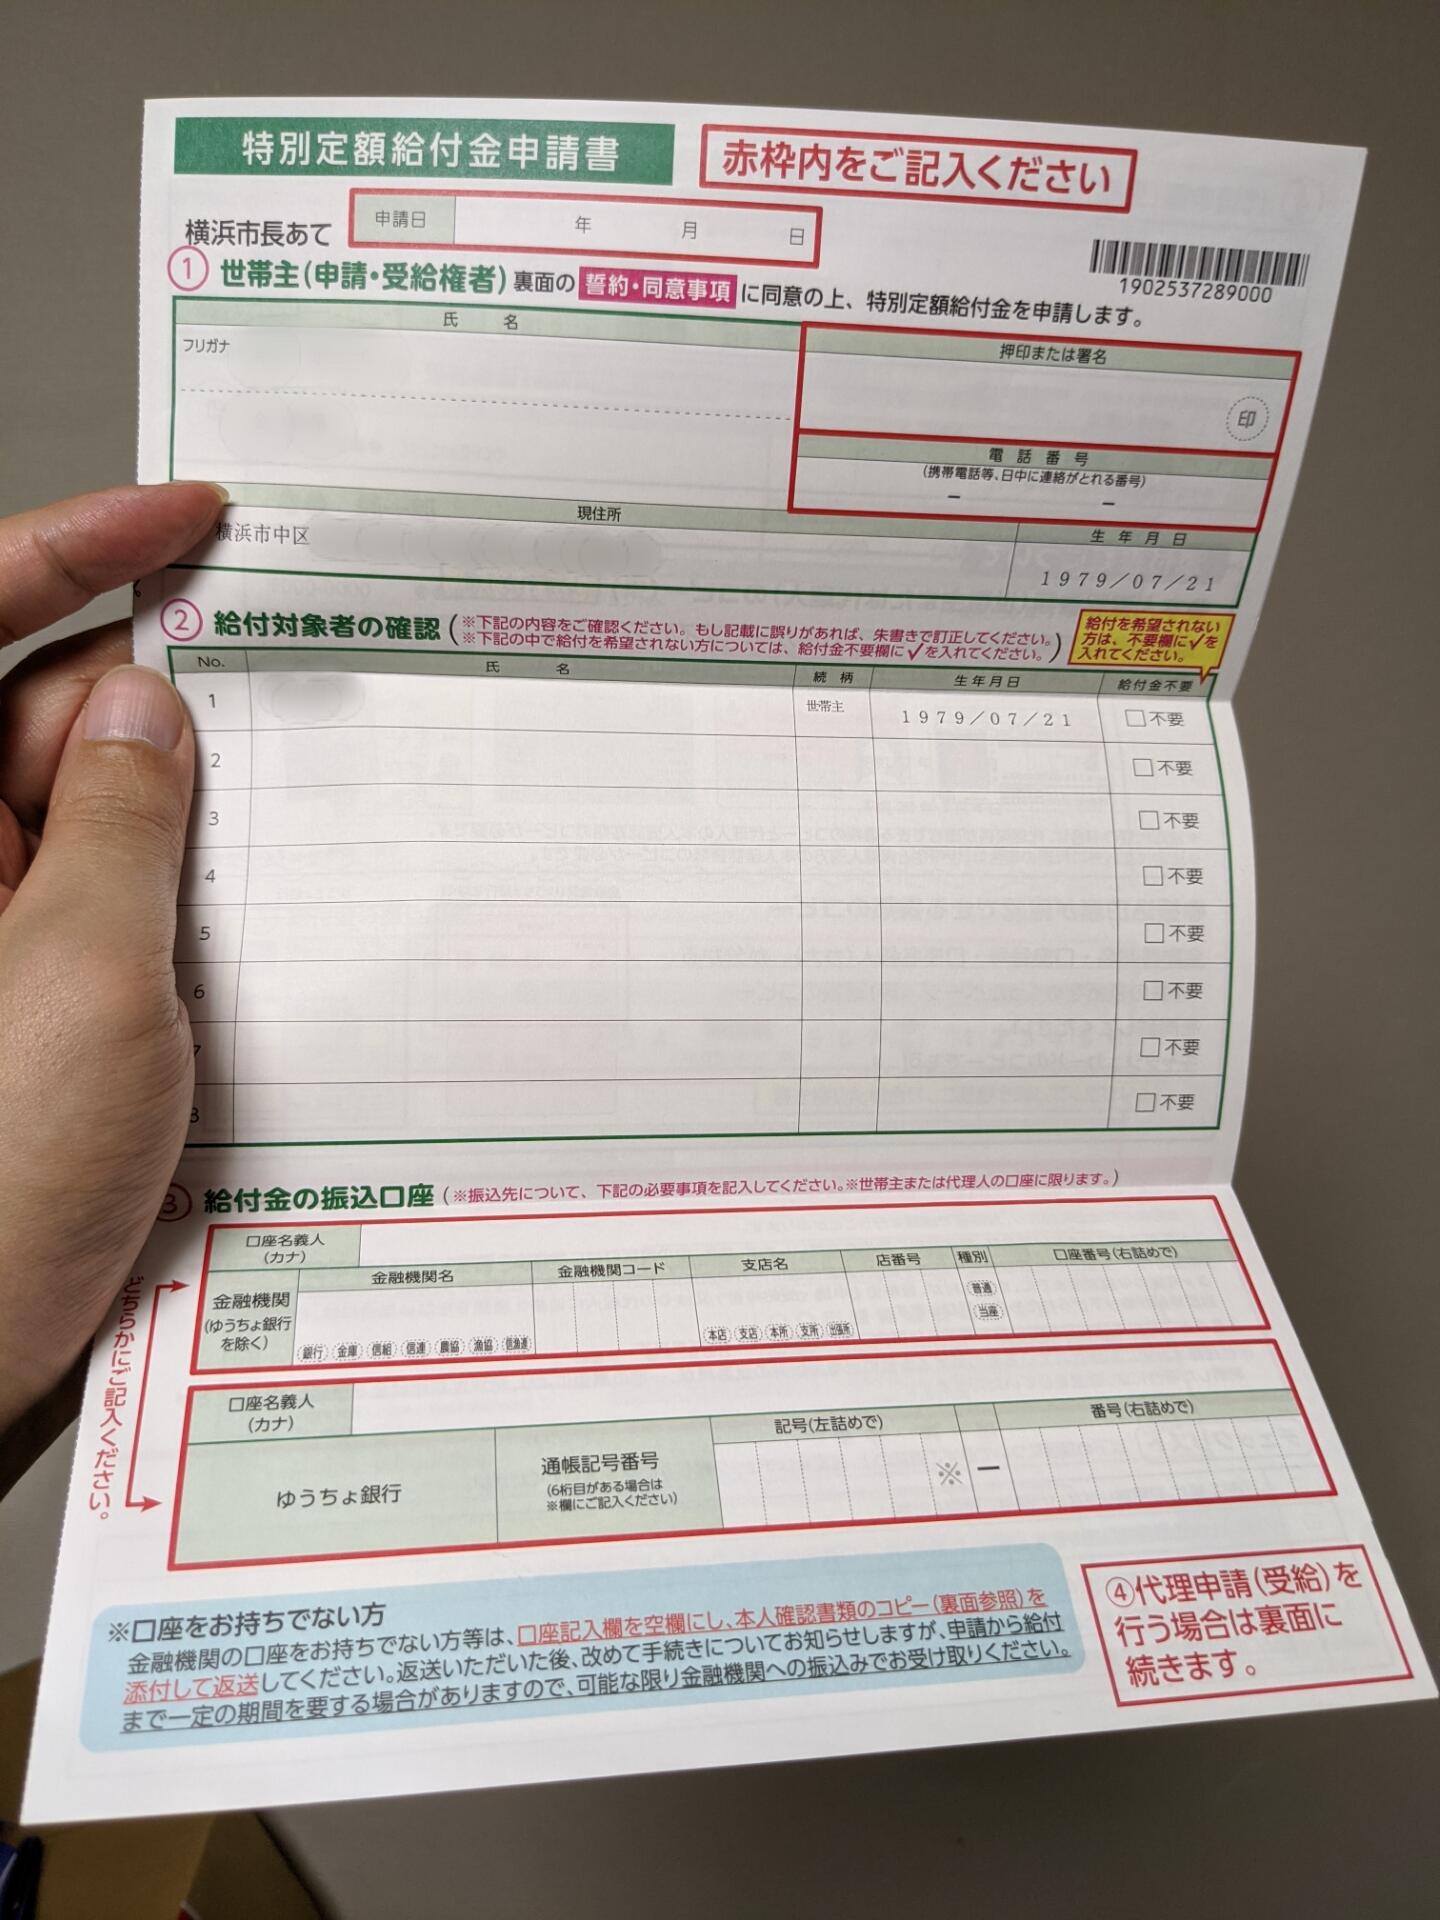 特別定額給付金申請書
赤枠内をご記入ください
横浜市長あて
申請日 年 月 日
1902537289000
① 世帯主(申請・受給権者) 裏面の 誓約・同意事項 に同意の上、特別定額給付金を申請します。
氏 名
フリガナ
押印または署名
印
電話番号
(携帯電話等、日中に連絡がとれる番号)
ー ー
現住所
生年月日
横浜市中区
1979/07/21
② 給付対象者の確認
(※下記の内容をご確認ください。もし記載に誤りがあれば、朱書きで訂正してください。
※下記の中で給付を希望されない方については、給付金不要欄に✓を入れてください。)
給付を希望されない
方は、不要欄に✓を
入れてください。
No. 氏 名 続柄 生年月日 給付金不要
1 世帯主 1979/07/21 □不要
2 □不要
3 □不要
4 □不要
5 □不要
6 □不要
7 □不要
8 □不要
③ 給付金の振込口座(※振込先について、下記の必要事項を記入してください。※世帯主または代理人の口座に限ります。)
どちらかにご記入ください。
口座名義人
(カナ)
金融機関
(ゆうちょ銀行
を除く)
金融機関名 金融機関コード 支店名 店番号 種別 口座番号(右詰めで)
銀行 金庫 信組 信連 農協 漁協 信漁連
本店 支店 本所 支所 出張所
普通
当座
口座名義人
(カナ)
ゆうちょ銀行
通帳記号番号
(6桁目がある場合は
※欄にご記入ください)
記号(左詰めで) 番号(右詰めで)
※ ー
※口座をお持ちでない方
金融機関の口座をお持ちでない方等は、口座記入欄を空欄にし、本人確認書類のコピー(裏面参照)を
添付して返送してください。返送いただいた後、改めて手続きについてお知らせしますが、申請から給付
まで一定の期間を要する場合がありますので、可能な限り金融機関への振込みでお受け取りください。
④代理申請(受給)を
行う場合は裏面に
続きます。